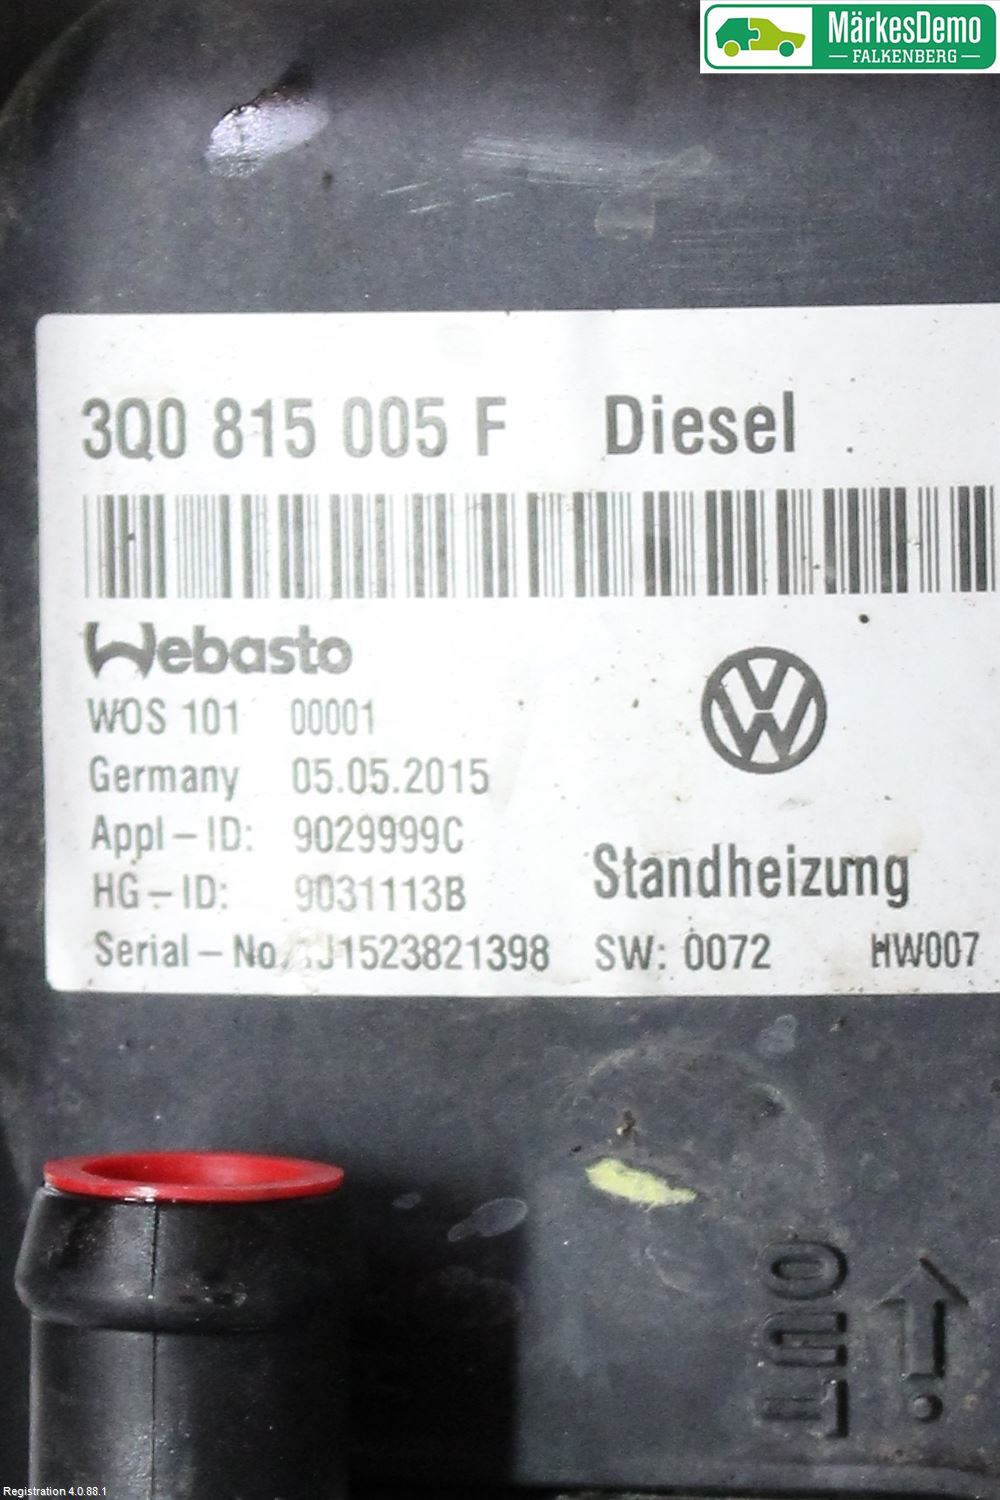 MärkesDemo
FALKENBERG
3Q0 815 005 F Diesel
Webasto
WOS 101 00001
Germany 05.05.2015
Appl-ID: 9029999C
HG-ID: 9031113B
Standheizung
Serial-No. J1523821398 SW: 0072 HW007
Registration 4.0.88.1